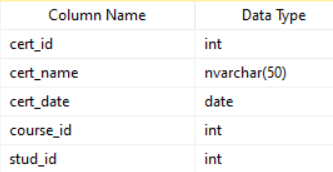 Column Name Data Type
cert_id int
cert_name nvarchar(50)
cert_date date
course_id int
stud_id int